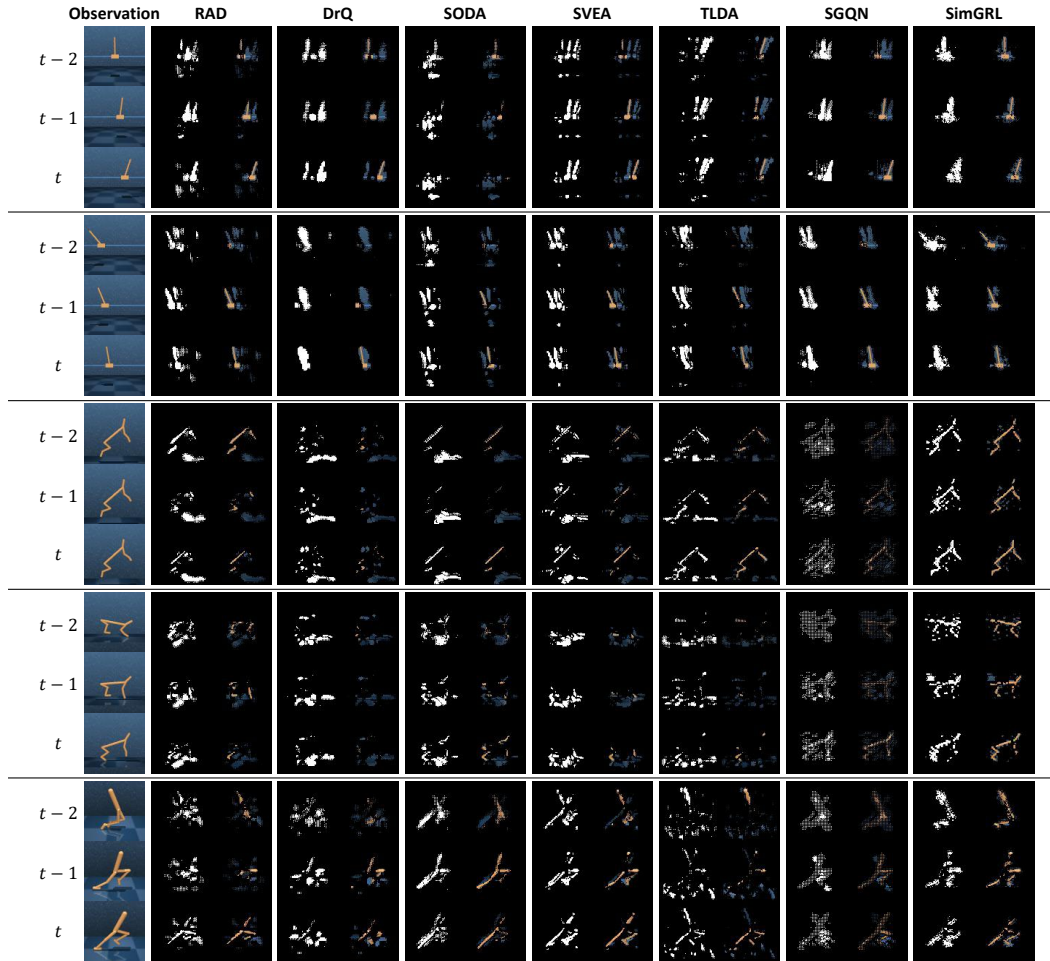 Observation RAD DrQ SODA SVEA TLDA SGQN SimGRL
t − 2
t − 1
t
t − 2
t − 1
t
t − 2
t − 1
t
t − 2
t − 1
t
t − 2
t − 1
t